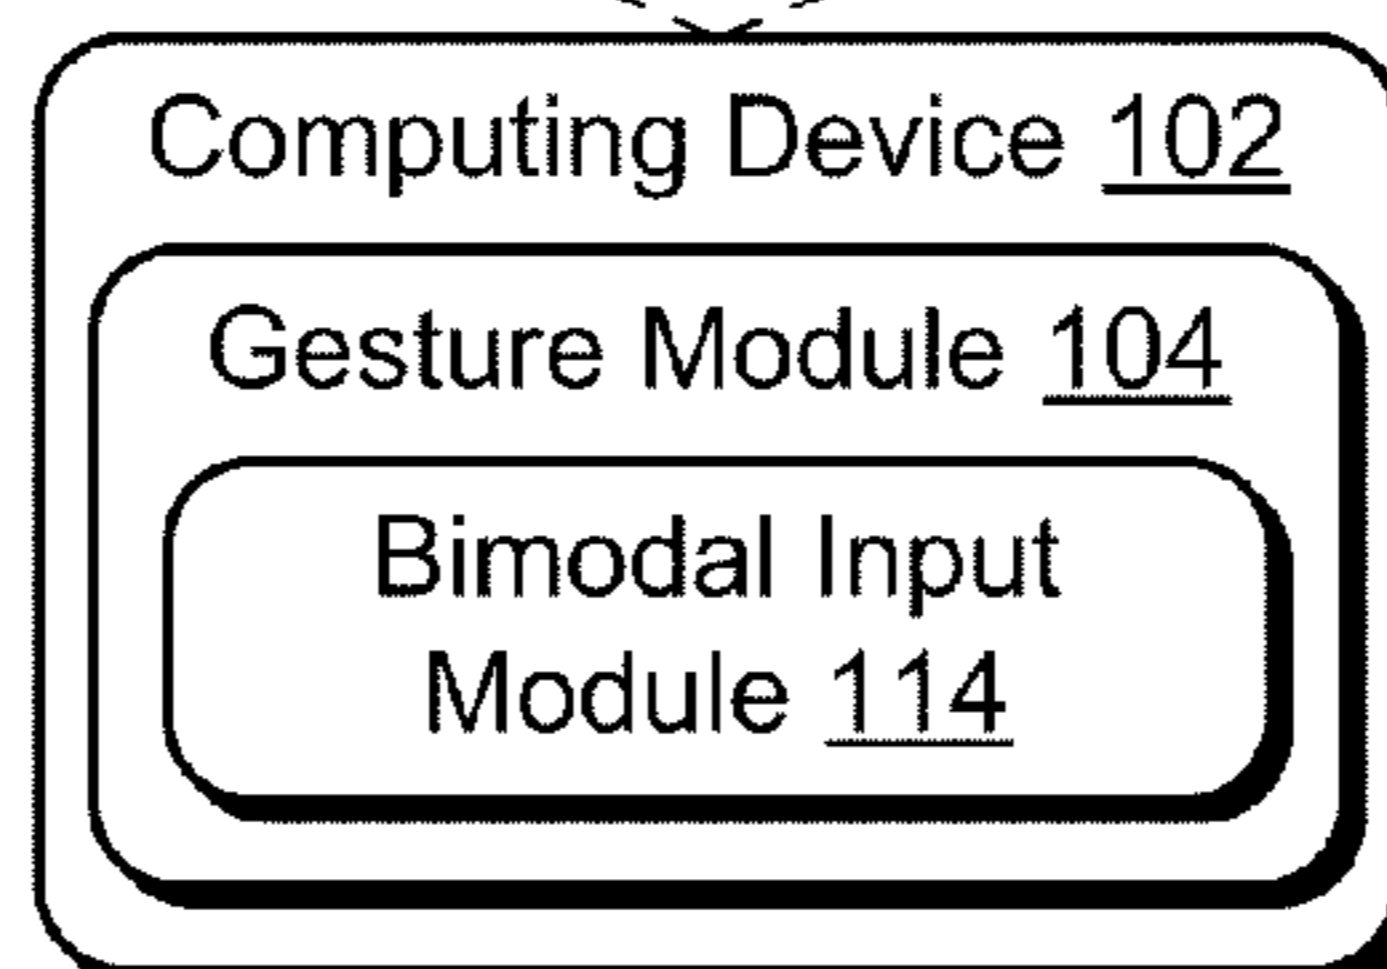 Computing Device 102
Gesture Module 104
Bimodal Input
Module 114